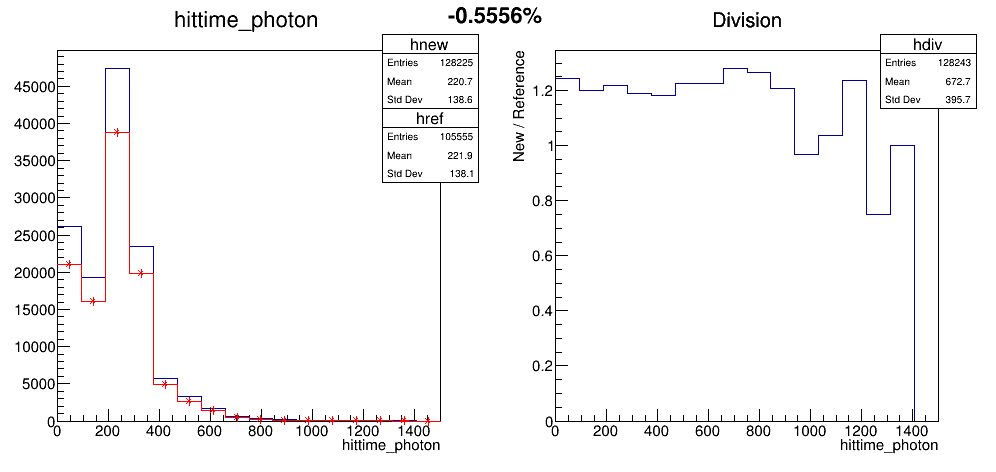 -0.5556%
hittime_photon
hnew
Entries 128225
Mean 220.7
Std Dev 138.6
href
Entries 105555
Mean 221.9
Std Dev 138.1
45000
40000
35000
30000
25000
20000
15000
10000
5000
0
0 200 400 600 800 1000 1200 1400
hittime_photon
Division
hdiv
Entries 128243
Mean 672.7
Std Dev 395.7
New / Reference
1.2
1
0.8
0.6
0.4
0.2
0
0 200 400 600 800 1000 1200 1400
hittime_photon